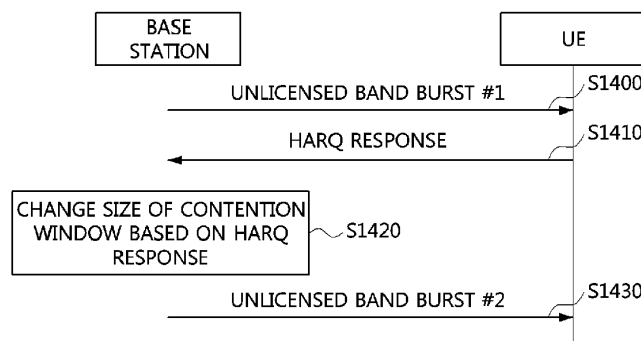 BASE
STATION
UE
UNLICENSED BAND BURST #1
S1400
HARQ RESPONSE
S1410
CHANGE SIZE OF CONTENTION
WINDOW BASED ON HARQ
RESPONSE
S1420
UNLICENSED BAND BURST #2
S1430